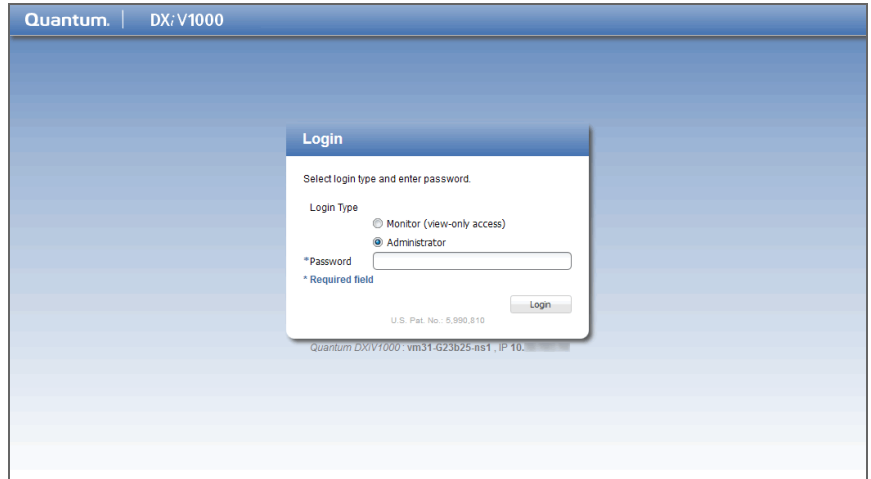 Quantum. DXi V1000
Login
Select login type and enter password.
Login Type
Monitor (view-only access)
Administrator
*Password
* Required field
Login
U.S. Pat. No.: 5,990,810
Quantum DXiV1000 : vm31-G23b25-ns1 , IP 10.